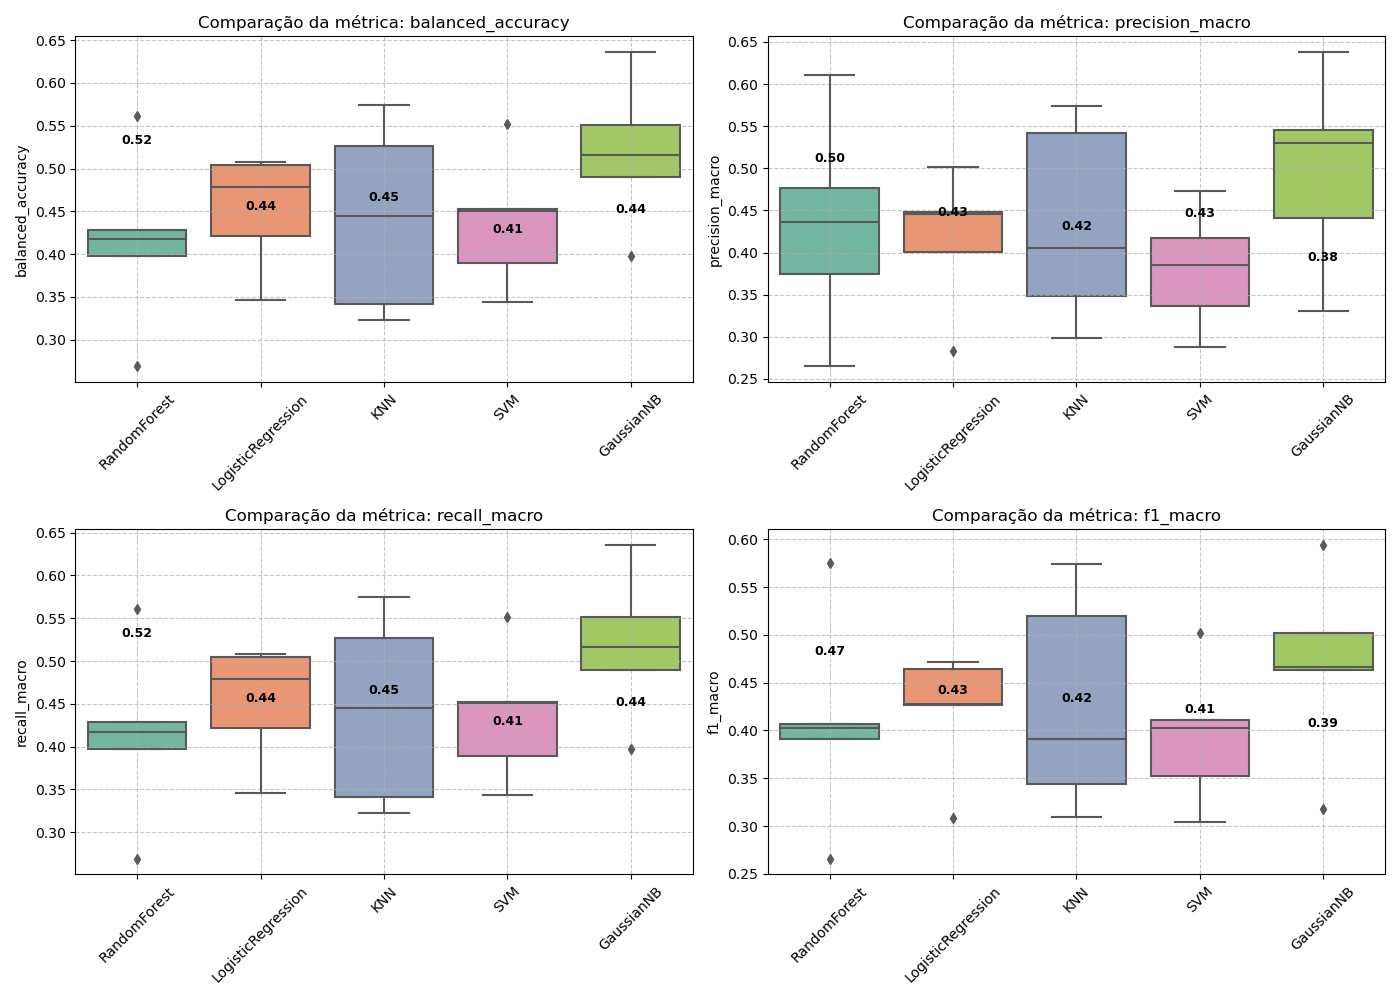 Comparação da métrica: balanced_accuracy
balanced_accuracy
0.65
0.60
0.55
0.50
0.45
0.40
0.35
0.30
0.52
0.44
0.45
0.41
0.44
RandomForest
LogisticRegression
KNN
SVM
GaussianNB
Comparação da métrica: precision_macro
precision_macro
0.65
0.60
0.55
0.50
0.45
0.40
0.35
0.30
0.25
0.50
0.43
0.42
0.43
0.38
RandomForest
LogisticRegression
KNN
SVM
GaussianNB
Comparação da métrica: recall_macro
recall_macro
0.65
0.60
0.55
0.50
0.45
0.40
0.35
0.30
0.52
0.44
0.45
0.41
0.44
RandomForest
LogisticRegression
KNN
SVM
GaussianNB
Comparação da métrica: f1_macro
f1_macro
0.60
0.55
0.50
0.45
0.40
0.35
0.30
0.25
0.47
0.43
0.42
0.41
0.39
RandomForest
LogisticRegression
KNN
SVM
GaussianNB